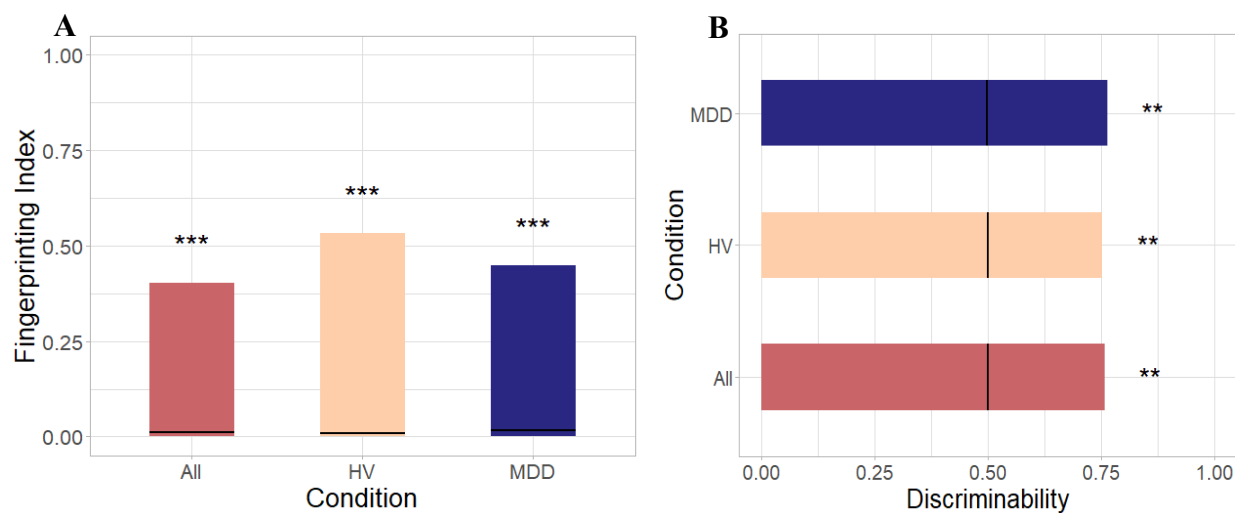 A
1.00
0.75
0.50
0.25
0.00
Fingerprinting Index
***
***
***
All
HV
MDD
Condition
B
Condition
MDD
HV
All
**
**
**
0.00
0.25
0.50
0.75
1.00
Discriminability